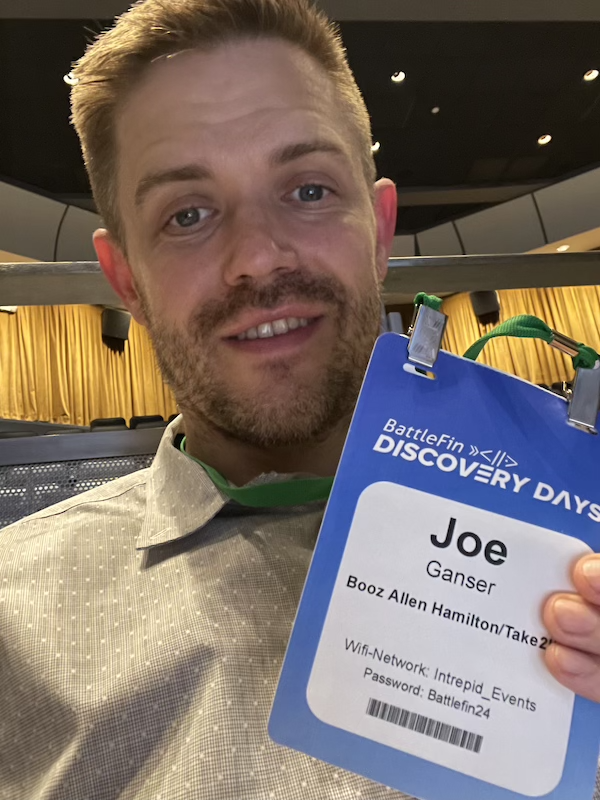 BattleFin »<||>
DISCOVERY DAYS
Joe
Ganser
Booz Allen Hamilton/Take2
Wifi-Network: Intrepid_Events
Password: Battlefin24